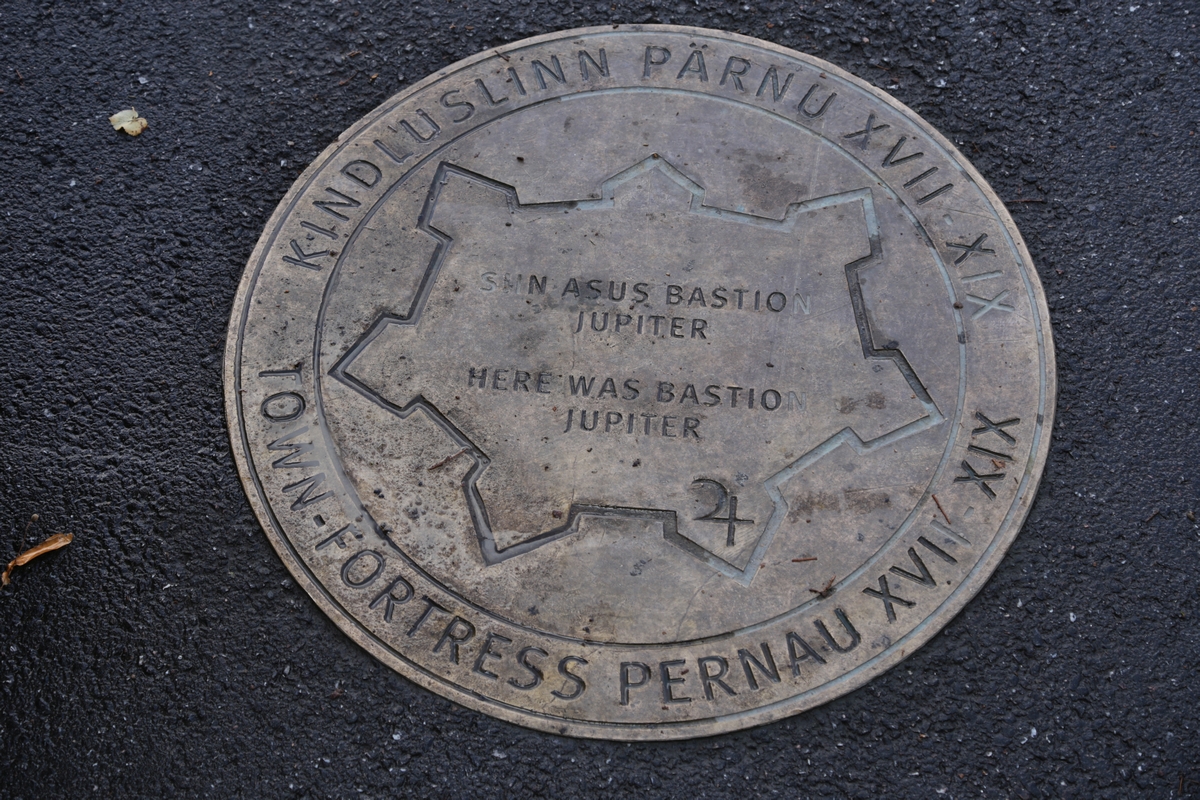 KINDLUSLINN PÄRNU XVII-XIX
SIIN ASUS BASTION
JUPITER
HERE WAS BASTION
JUPITER
♃
TOWN-FORTRESS PERNAU XVII-XIX